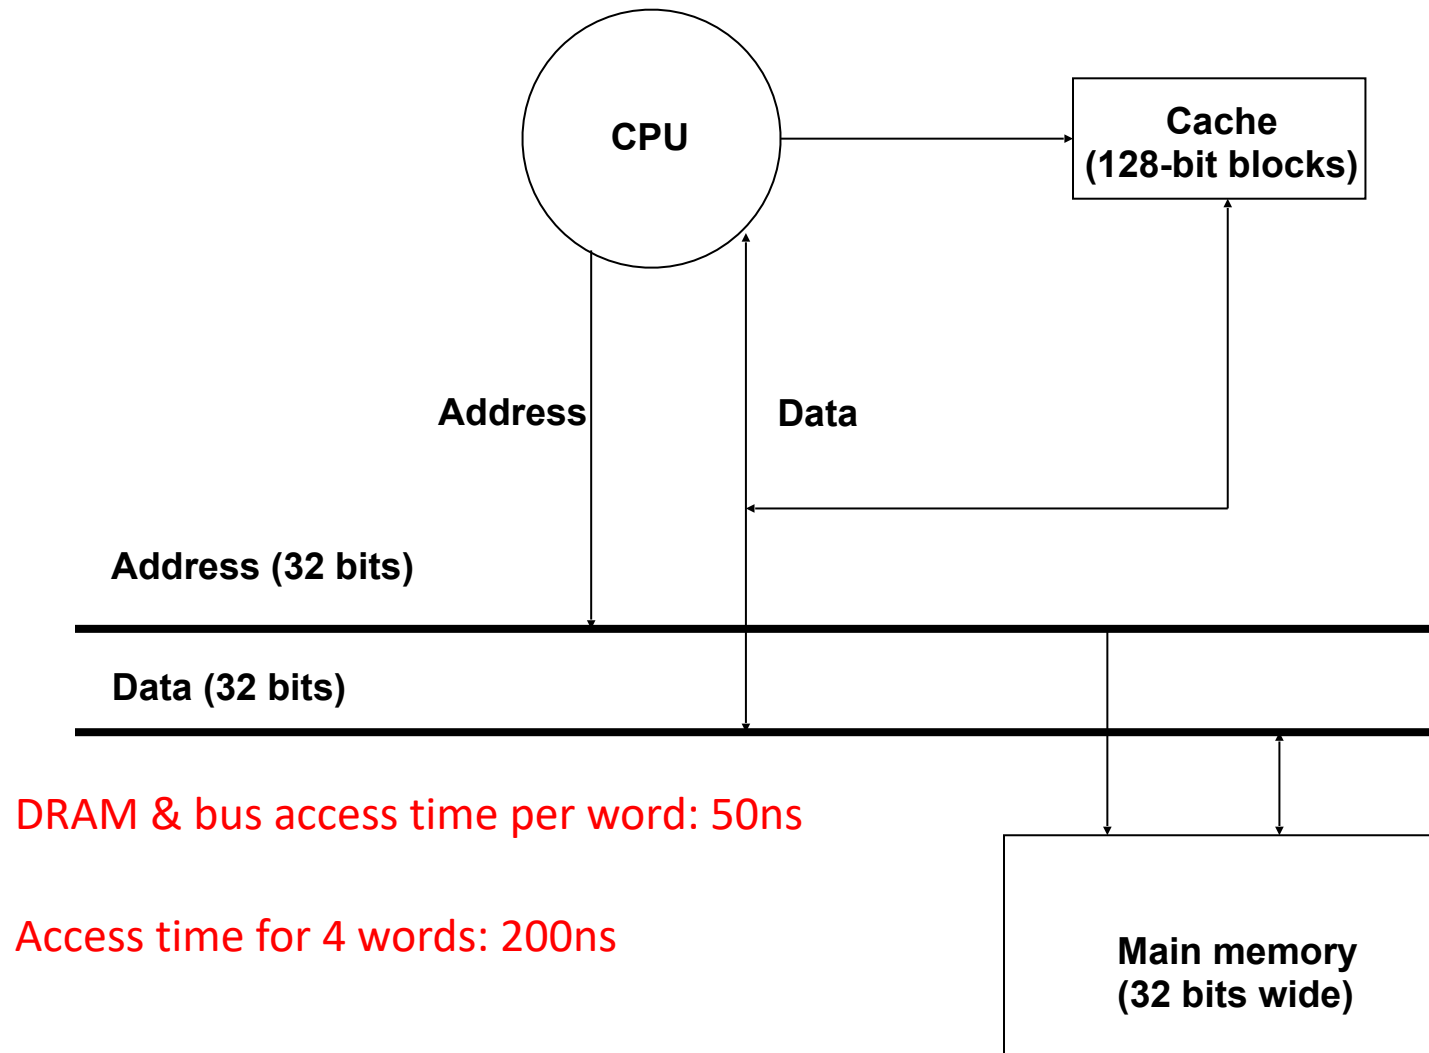 CPU
Cache
(128-bit blocks)
Address
Data
Address (32 bits)
Data (32 bits)
DRAM & bus access time per word: 50ns
Access time for 4 words: 200ns
Main memory
(32 bits wide)